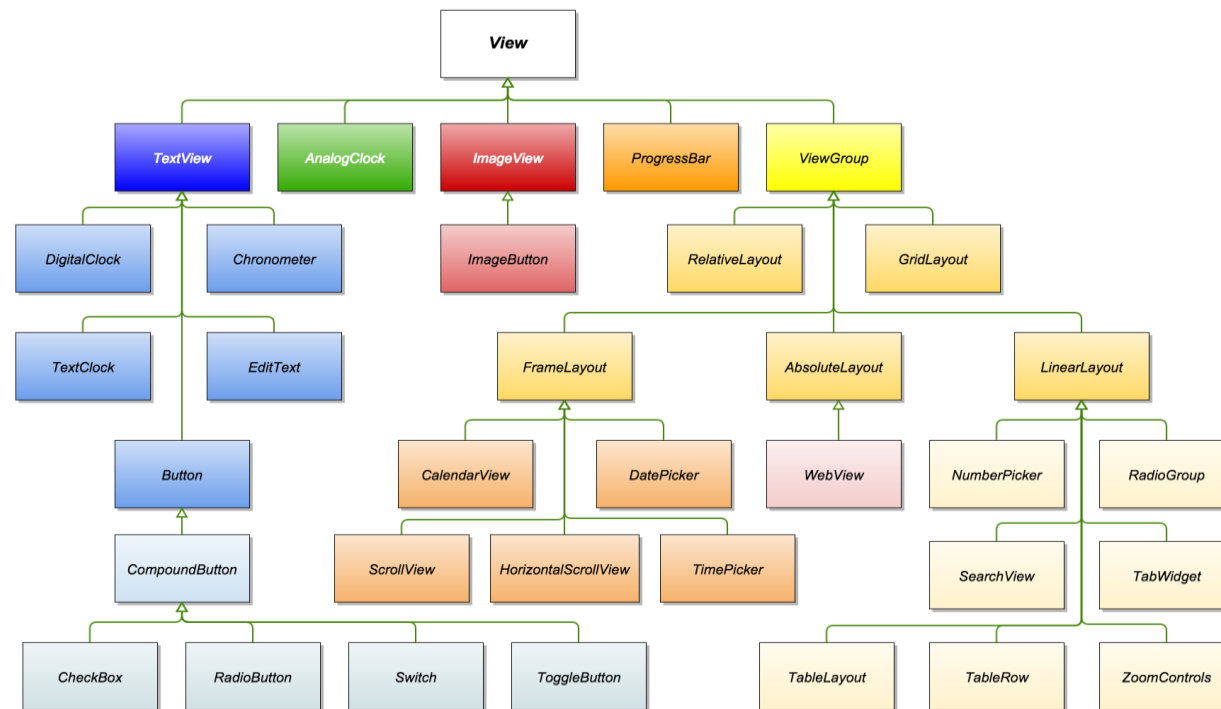 View
TextView
AnalogClock
ImageView
ProgressBar
ViewGroup
DigitalClock
Chronometer
ImageButton
RelativeLayout
GridLayout
TextClock
EditText
FrameLayout
AbsoluteLayout
LinearLayout
Button
CalendarView
DatePicker
WebView
NumberPicker
RadioGroup
CompoundButton
ScrollView
HorizontalScrollView
TimePicker
SearchView
TabWidget
CheckBox
RadioButton
Switch
ToggleButton
TableLayout
TableRow
ZoomControls